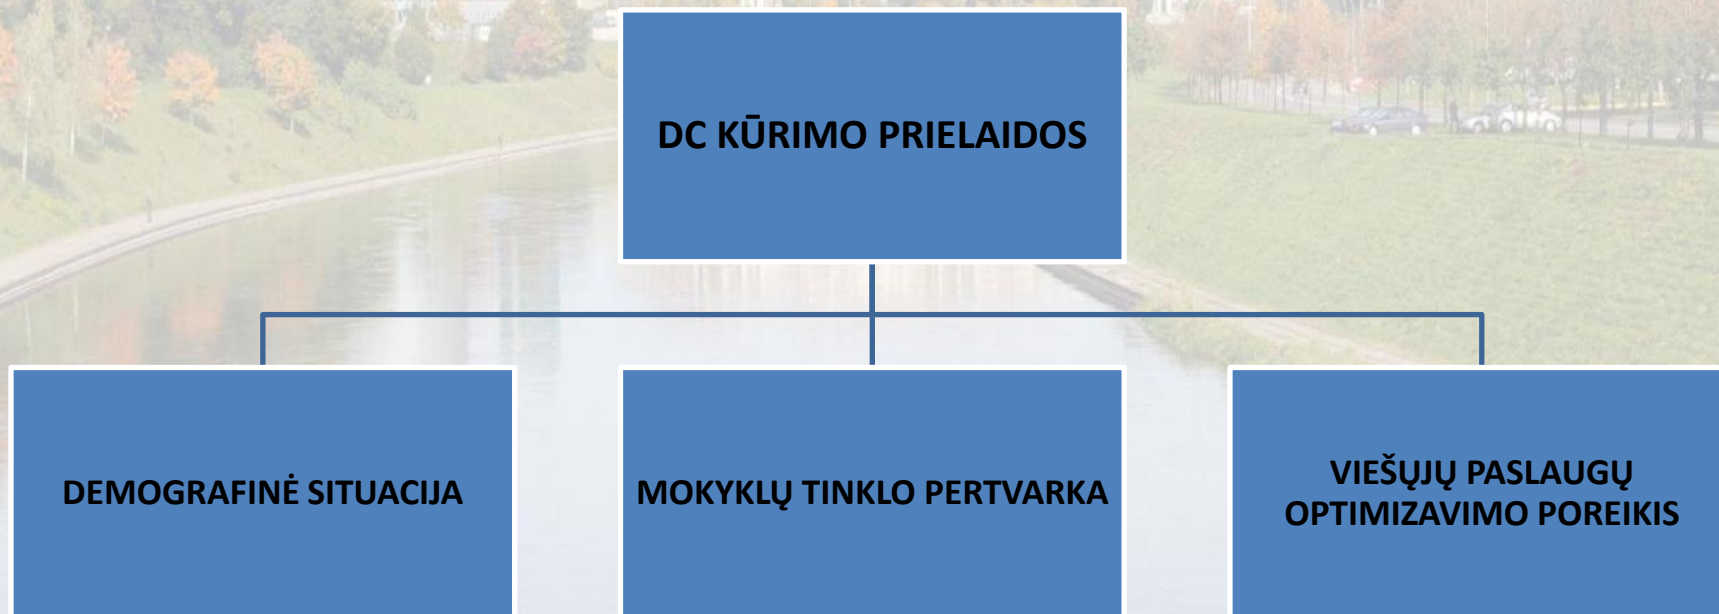 DC KŪRIMO PRIELAIDOS
DEMOGRAFINĖ SITUACIJA
MOKYKLŲ TINKLO PERTVARKA
VIEŠŲJŲ PASLAUGŲ
OPTIMIZAVIMO POREIKIS